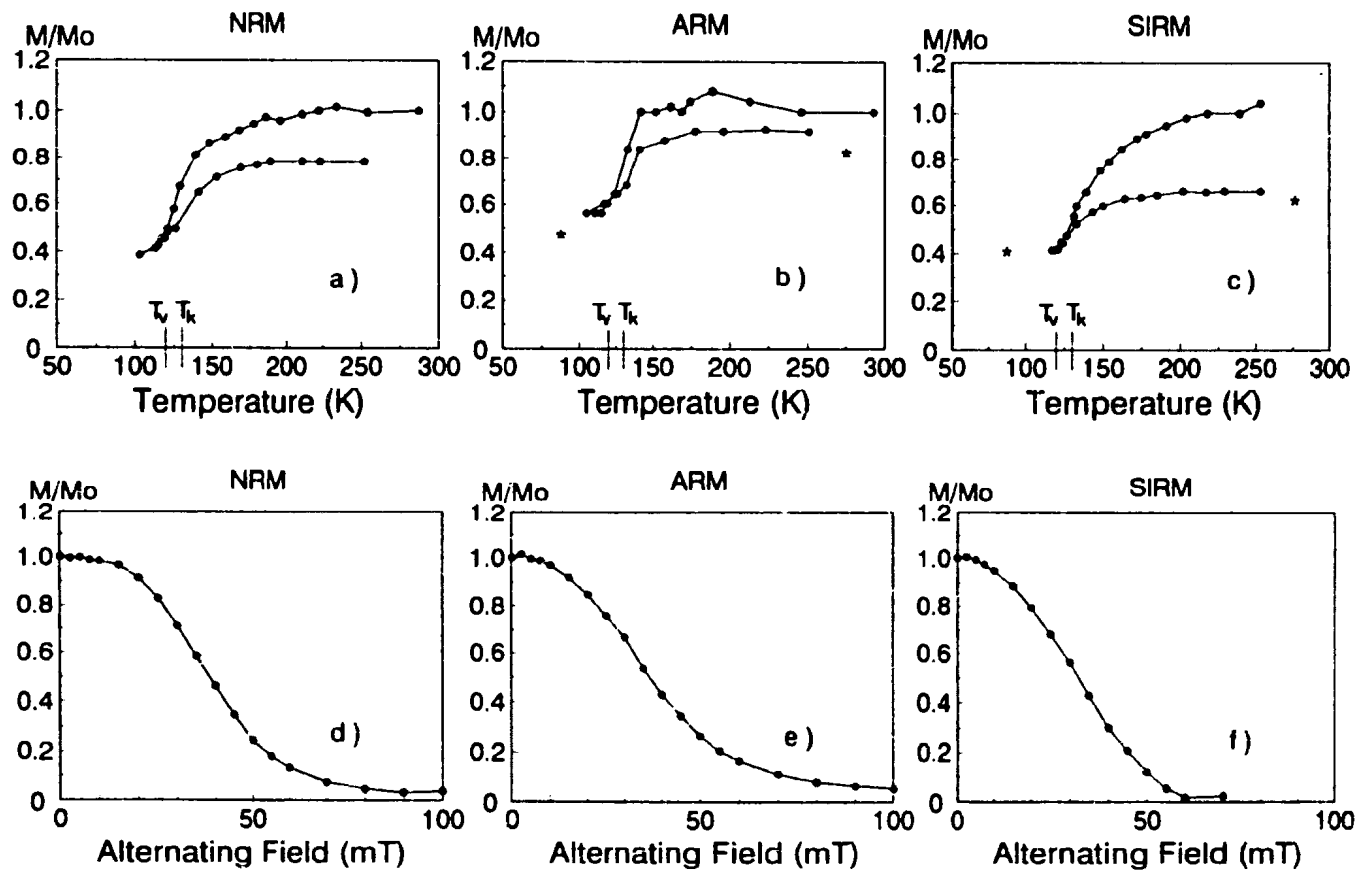 NRM
M/Mo
1.2
1.0
0.8
0.6
0.4
0.2
0
a)
Tv Tk
50 100 150 200 250 300
Temperature (K)
ARM
M/Mo
1.2
1.0
0.8
0.6
0.4
0.2
0
*
*
b)
Tv Tk
50 100 150 200 250 300
Temperature (K)
SIRM
M/Mo
1.2
1.0
0.8
0.6
0.4
0.2
0
*
*
c)
Tv Tk
50 100 150 200 250 300
Temperature (K)
NRM
M/Mo
1.2
1.0
0.8
0.6
0.4
0.2
0
d)
0 50 100
Alternating Field (mT)
ARM
M/Mo
1.2
1.0
0.8
0.6
0.4
0.2
0
e)
0 50 100
Alternating Field (mT)
SIRM
M/Mo
1.2
1.0
0.8
0.6
0.4
0.2
0
f)
0 50 100
Alternating Field (mT)